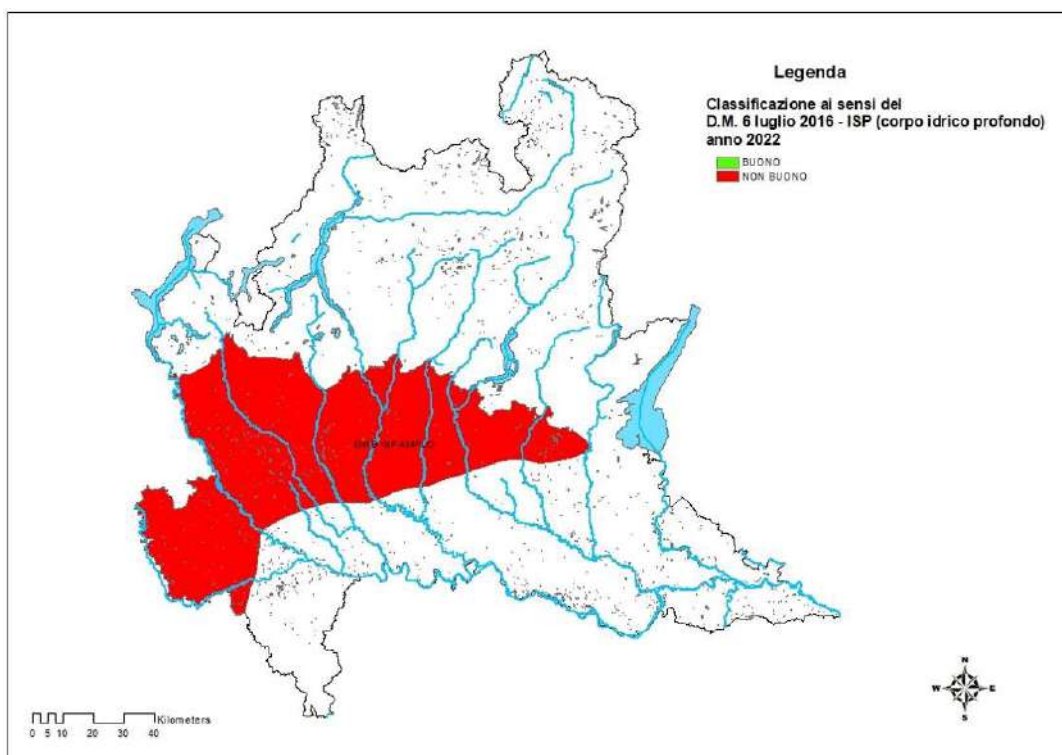 Legenda
Classificazione ai sensi del
D.M. 6 luglio 2016 - ISP (corpo idrico profondo)
anno 2022
BUONO
NON BUONO
N
W E
S
Kilometers
0 5 10 20 30 40